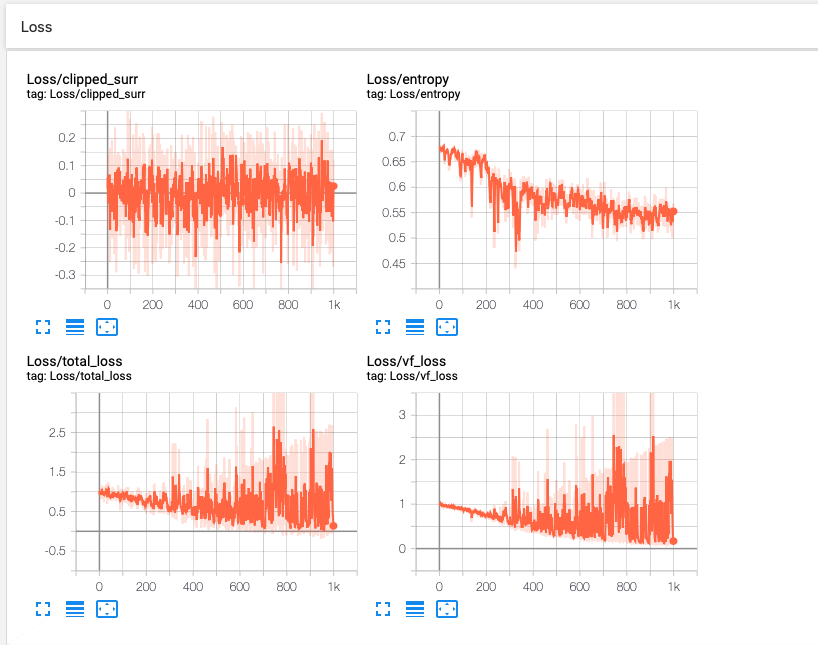 Loss
Loss/clipped_surr
tag: Loss/clipped_surr
0.2
0.1
0
-0.1
-0.2
-0.3
0 200 400 600 800 1k
Loss/entropy
tag: Loss/entropy
0.7
0.65
0.6
0.55
0.5
0.45
0 200 400 600 800 1k
Loss/total_loss
tag: Loss/total_loss
2.5
1.5
0.5
-0.5
0 200 400 600 800 1k
Loss/vf_loss
tag: Loss/vf_loss
3
2
1
0
0 200 400 600 800 1k